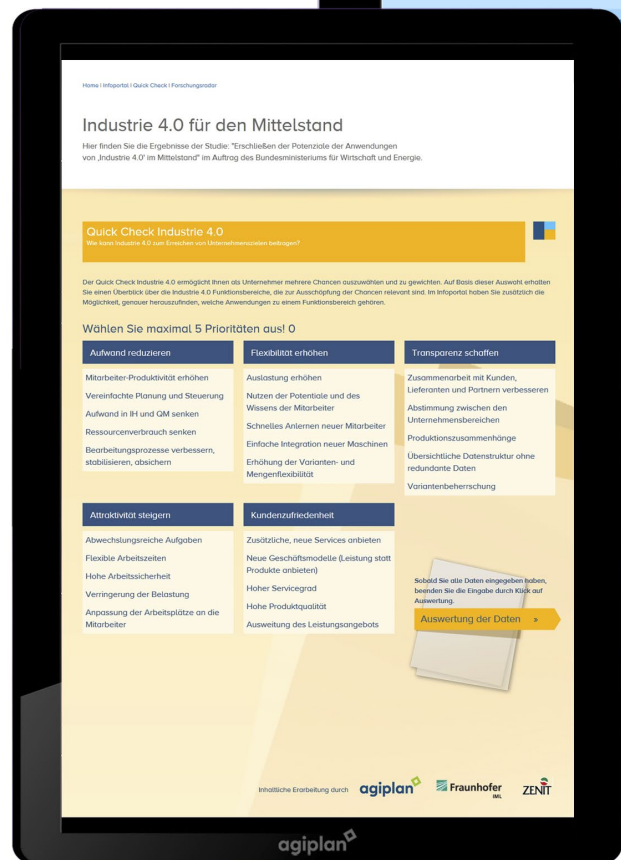 Home | Infoportal | Quick Check | Forschungsradar
Industrie 4.0 für den Mittelstand
Hier finden Sie die Ergebnisse der Studie: "Erschließen der Potenziale der Anwendungen
von ‚Industrie 4.0' im Mittelstand" im Auftrag des Bundesministeriums für Wirtschaft und Energie.
Quick Check Industrie 4.0
Wie kann Industrie 4.0 zum Erreichen von Unternehmenszielen beitragen?
Der Quick Check Industrie 4.0 ermöglicht Ihnen als Unternehmer mehrere Chancen auszuwählen und zu gewichten. Auf Basis dieser Auswahl erhalten
Sie einen Überblick über die Industrie 4.0 Funktionsbereiche, die zur Ausschöpfung der Chancen relevant sind. Im Infoportal haben Sie zusätzlich die
Möglichkeit, genauer herauszufinden, welche Anwendungen zu einem Funktionsbereich gehören.
Wählen Sie maximal 5 Prioritäten aus! 0
Aufwand reduzieren
Mitarbeiter-Produktivität erhöhen
Vereinfachte Planung und Steuerung
Aufwand in IH und QM senken
Ressourcenverbrauch senken
Bearbeitungsprozesse verbessern,
stabilisieren, absichern
Flexibilität erhöhen
Auslastung erhöhen
Nutzen der Potentiale und des
Wissens der Mitarbeiter
Schnelles Anlernen neuer Mitarbeiter
Einfache Integration neuer Maschinen
Erhöhung der Varianten- und
Mengenflexibilität
Transparenz schaffen
Zusammenarbeit mit Kunden,
Lieferanten und Partnern verbessern
Abstimmung zwischen den
Unternehmensbereichen
Produktionszusammenhänge
Übersichtliche Datenstruktur ohne
redundante Daten
Variantenbeherrschung
Attraktivität steigern
Abwechslungsreiche Aufgaben
Flexible Arbeitszeiten
Hohe Arbeitssicherheit
Verringerung der Belastung
Anpassung der Arbeitsplätze an die
Mitarbeiter
Kundenzufriedenheit
Zusätzliche, neue Services anbieten
Neue Geschäftsmodelle (Leistung statt
Produkte anbieten)
Hoher Servicegrad
Hohe Produktqualität
Ausweitung des Leistungsangebots
Sobald Sie alle Daten eingegeben haben,
beenden Sie die Eingabe durch Klick auf
Auswertung.
Auswertung der Daten »
Inhaltliche Erarbeitung durch agiplan Fraunhofer IML ZENIT
agiplan